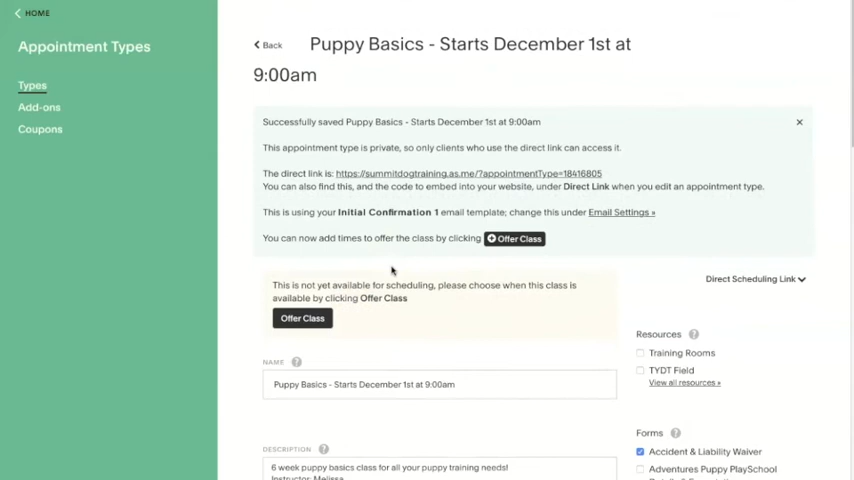 HOME
Appointment Types
Types
Add-ons
Coupons
Back
Puppy Basics - Starts December 1st at
9:00am
Successfully saved Puppy Basics - Starts December 1st at 9:00am
This appointment type is private, so only clients who use the direct link can access it.
The direct link is: https://summitdogtraining.as.me/?appointmentType=18416805
You can also find this, and the code to embed into your website, under Direct Link when you edit an appointment type.
This is using your Initial Confirmation 1 email template; change this under Email Settings »
You can now add times to offer the class by clicking Offer Class
This is not yet available for scheduling, please choose when this class is
available by clicking Offer Class
Offer Class
Direct Scheduling Link
NAME ?
Puppy Basics - Starts December 1st at 9:00am
DESCRIPTION ?
6 week puppy basics class for all your puppy training needs!
Instructor: Melissa
Resources ?
Training Rooms
TYDT Field
View all resources »
Forms ?
Accident & Liability Waiver
Adventures Puppy PlaySchool